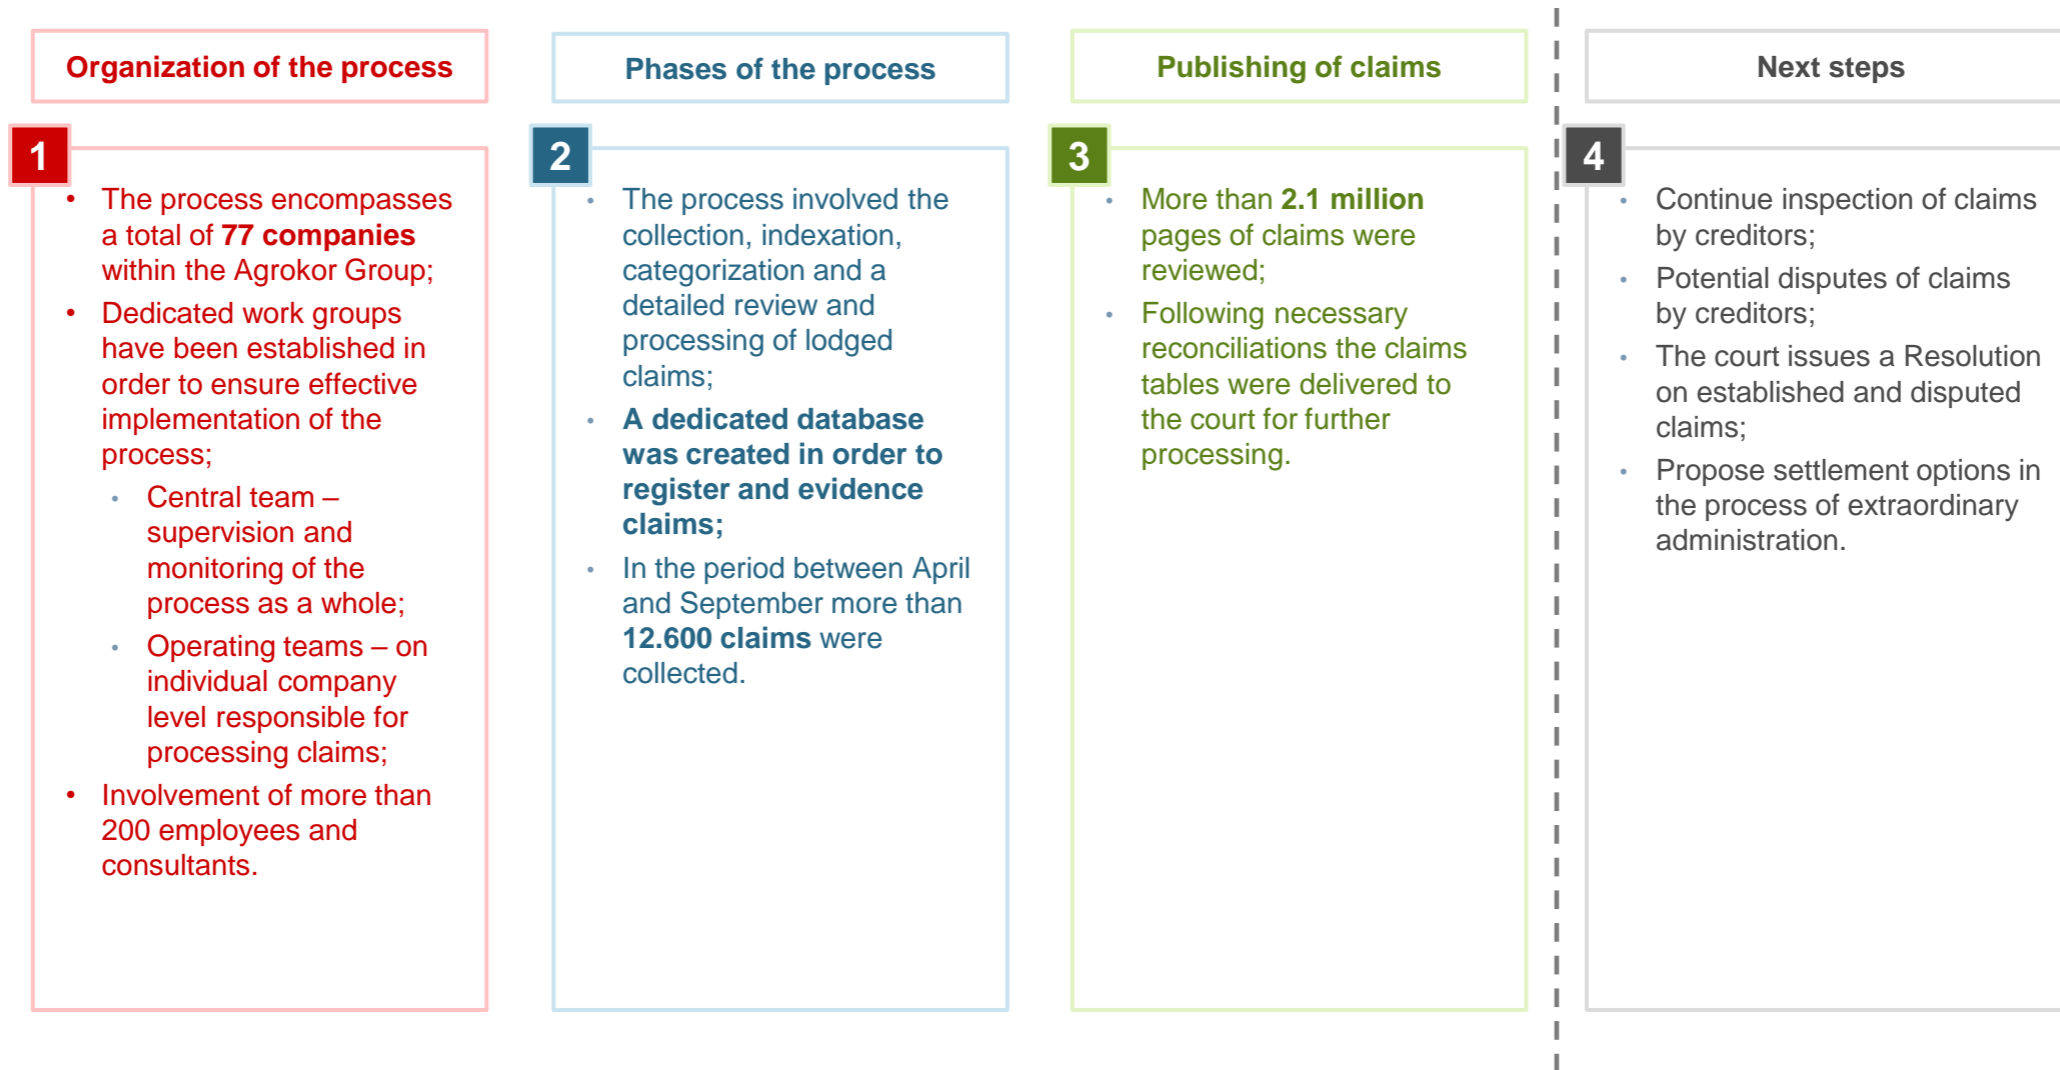 Organization of the process
1
• The process encompasses
a total of 77 companies
within the Agrokor Group;
• Dedicated work groups
have been established in
order to ensure effective
implementation of the
process;
• Central team –
supervision and
monitoring of the
process as a whole;
• Operating teams – on
individual company
level responsible for
processing claims;
• Involvement of more than
200 employees and
consultants.
Phases of the process
2
• The process involved the
collection, indexation,
categorization and a
detailed review and
processing of lodged
claims;
• A dedicated database
was created in order to
register and evidence
claims;
• In the period between April
and September more than
12.600 claims were
collected.
Publishing of claims
3
• More than 2.1 million
pages of claims were
reviewed;
• Following necessary
reconciliations the claims
tables were delivered to
the court for further
processing.
Next steps
4
• Continue inspection of claims
by creditors;
• Potential disputes of claims
by creditors;
• The court issues a Resolution
on established and disputed
claims;
• Propose settlement options in
the process of extraordinary
administration.